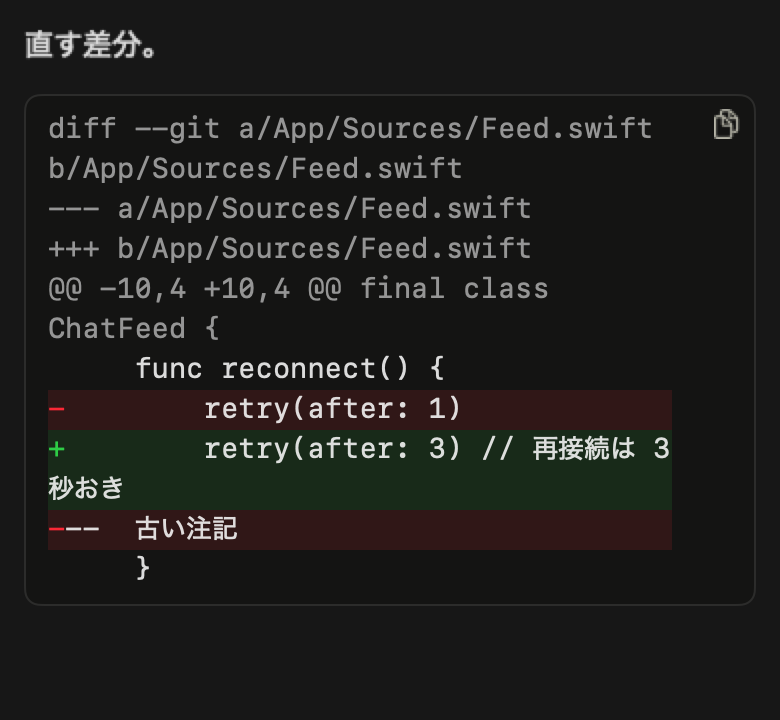 直す差分。
diff --git a/App/Sources/Feed.swift
b/App/Sources/Feed.swift
--- a/App/Sources/Feed.swift
+++ b/App/Sources/Feed.swift
@@ -10,4 +10,4 @@ final class
ChatFeed {
     func reconnect() {
-        retry(after: 1)
+        retry(after: 3) // 再接続は 3
秒おき
---  古い注記
     }